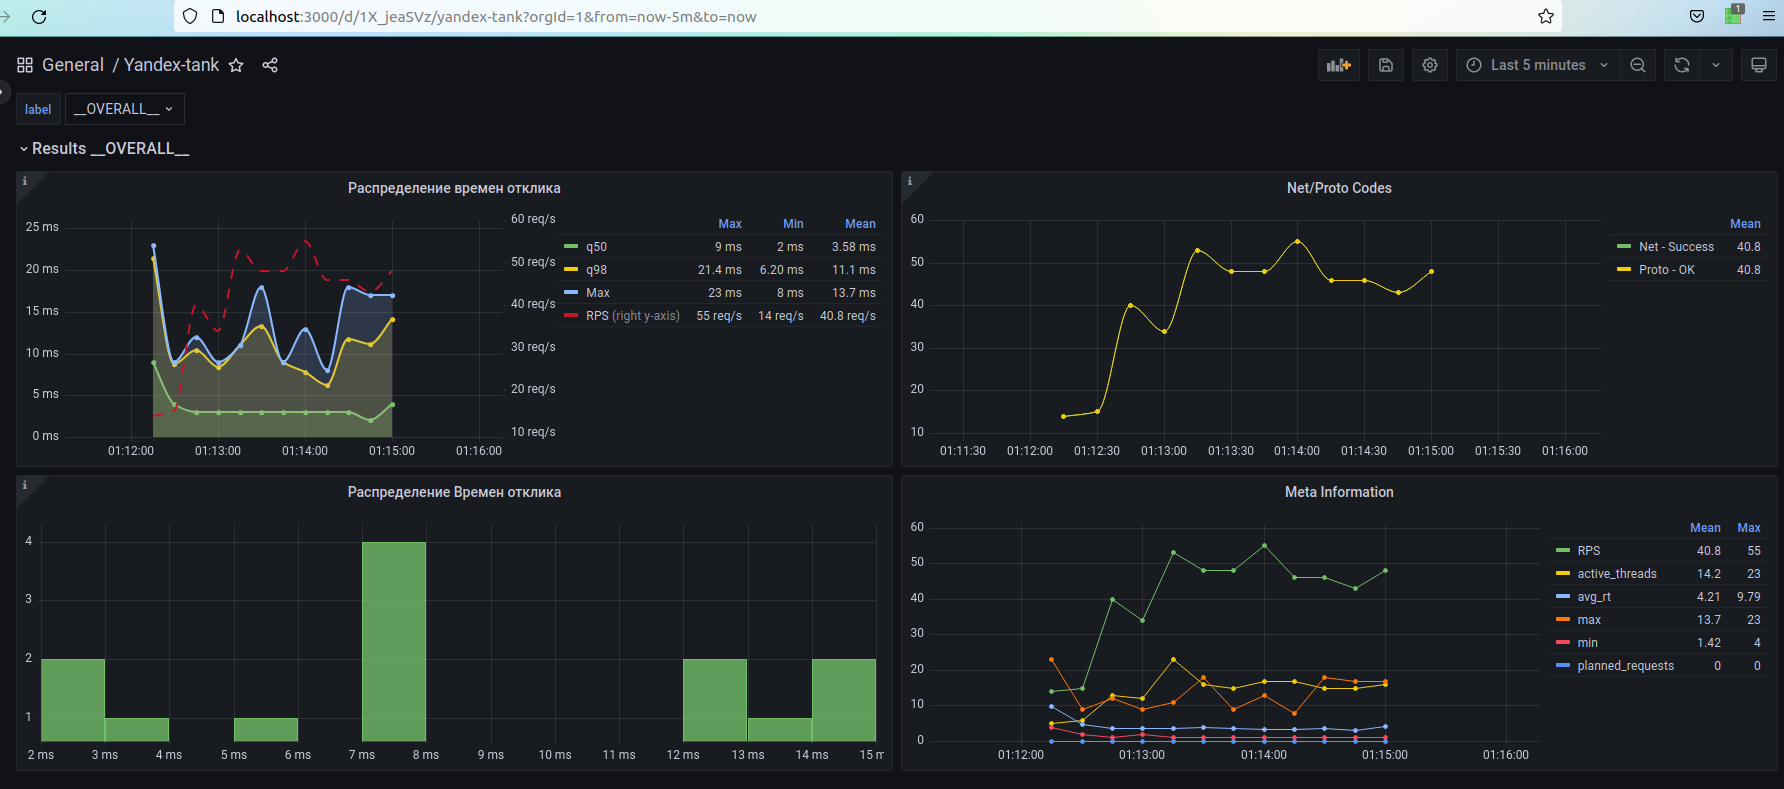 localhost:3000/d/1X_jeaSVz/yandex-tank?orgId=1&from=now-5m&to=now
1
General / Yandex-tank
Last 5 minutes
label __OVERALL__
Results __OVERALL__
Распределение времен отклика
25 ms
20 ms
15 ms
10 ms
5 ms
0 ms
60 req/s
50 req/s
40 req/s
30 req/s
20 req/s
10 req/s
01:12:00 01:13:00 01:14:00 01:15:00 01:16:00
Max Min Mean
q50 9 ms 2 ms 3.58 ms
q98 21.4 ms 6.20 ms 11.1 ms
Max 23 ms 8 ms 13.7 ms
RPS (right y-axis) 55 req/s 14 req/s 40.8 req/s
Net/Proto Codes
60
50
40
30
20
10
01:11:30 01:12:00 01:12:30 01:13:00 01:13:30 01:14:00 01:14:30 01:15:00 01:15:30 01:16:00
Mean
Net - Success 40.8
Proto - OK 40.8
Распределение Времен отклика
4
3
2
1
2 ms 3 ms 4 ms 5 ms 6 ms 7 ms 8 ms 9 ms 10 ms 11 ms 12 ms 13 ms 14 ms 15 m
Meta Information
60
50
40
30
20
10
0
01:12:00 01:13:00 01:14:00 01:15:00 01:16:00
Mean Max
RPS 40.8 55
active_threads 14.2 23
avg_rt 4.21 9.79
max 13.7 23
min 1.42 4
planned_requests 0 0